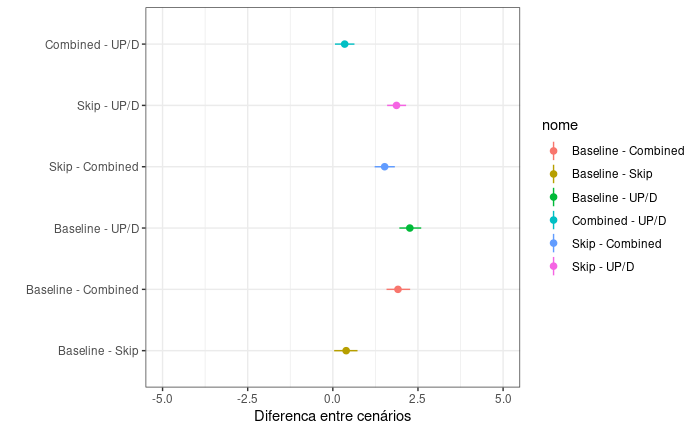 Combined - UP/D
Skip - UP/D
Skip - Combined
Baseline - UP/D
Baseline - Combined
Baseline - Skip
-5.0
-2.5
0.0
2.5
5.0
Diferenca entre cenários
nome
Baseline - Combined
Baseline - Skip
Baseline - UP/D
Combined - UP/D
Skip - Combined
Skip - UP/D